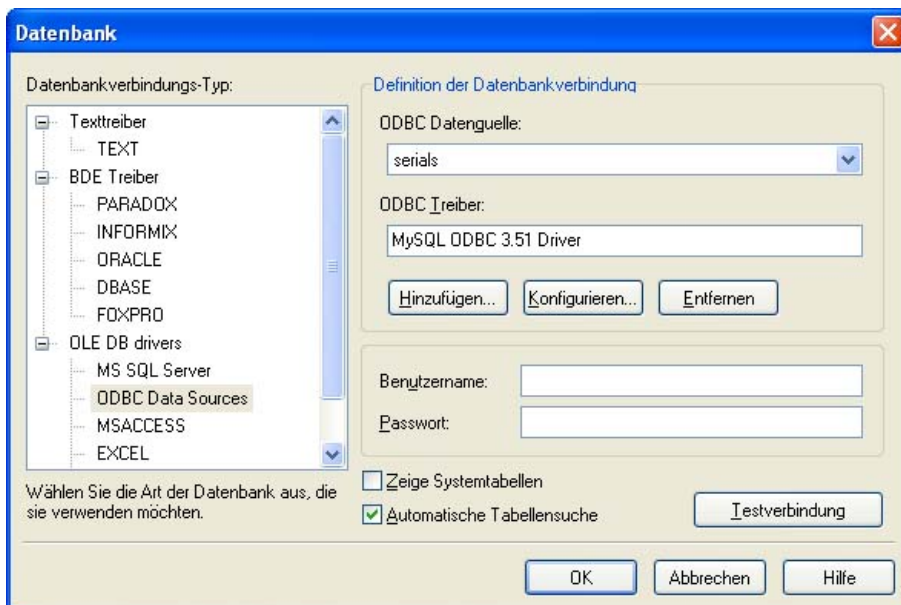 Datenbank
Datenbankverbindungs-Typ:
Texttreiber
TEXT
BDE Treiber
PARADOX
INFORMIX
ORACLE
DBASE
FOXPRO
OLE DB drivers
MS SQL Server
ODBC Data Sources
MSACCESS
EXCEL
Wählen Sie die Art der Datenbank aus, die
sie verwenden möchten.
Definition der Datenbankverbindung
ODBC Datenquelle:
serials
ODBC Treiber:
MySQL ODBC 3.51 Driver
Hinzufügen... Konfigurieren... Entfernen
Benutzername:
Passwort:
Zeige Systemtabellen
Automatische Tabellensuche
Testverbindung
OK Abbrechen Hilfe